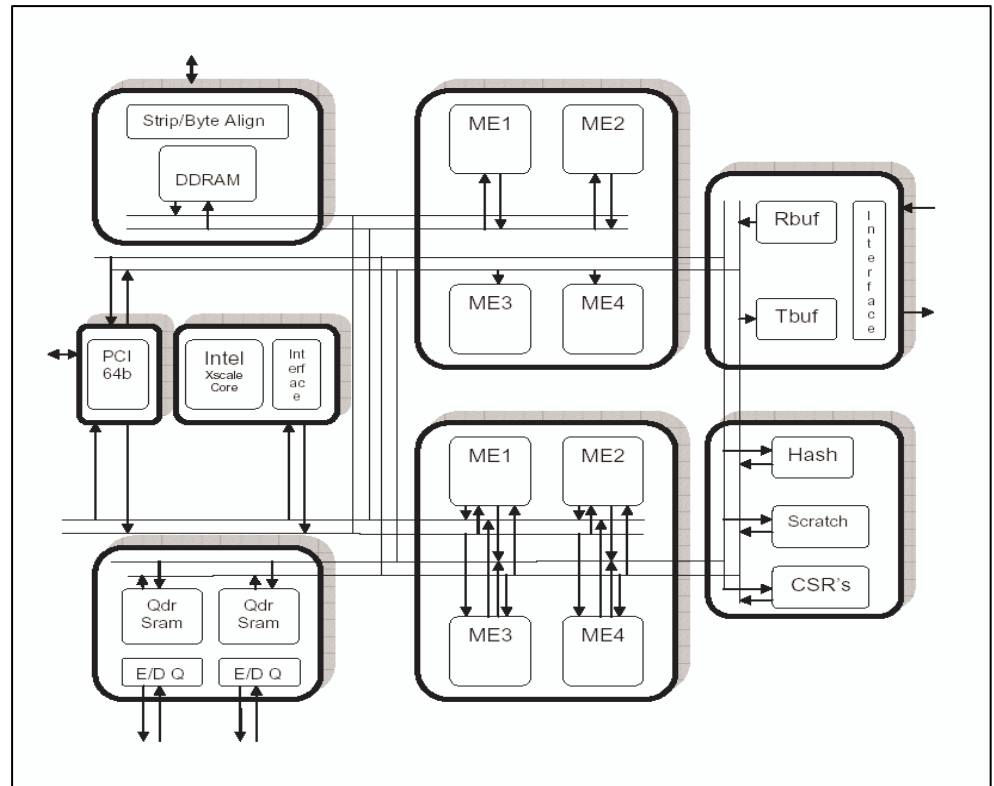 Strip/Byte Align
DDRAM
ME1
ME2
ME3
ME4
Rbuf
Tbuf
Interface
PCI
64b
Intel
Xscale
Core
Int
erf
ac
e
ME1
ME2
ME3
ME4
Hash
Scratch
CSR's
Qdr
Sram
Qdr
Sram
E/D Q
E/D Q